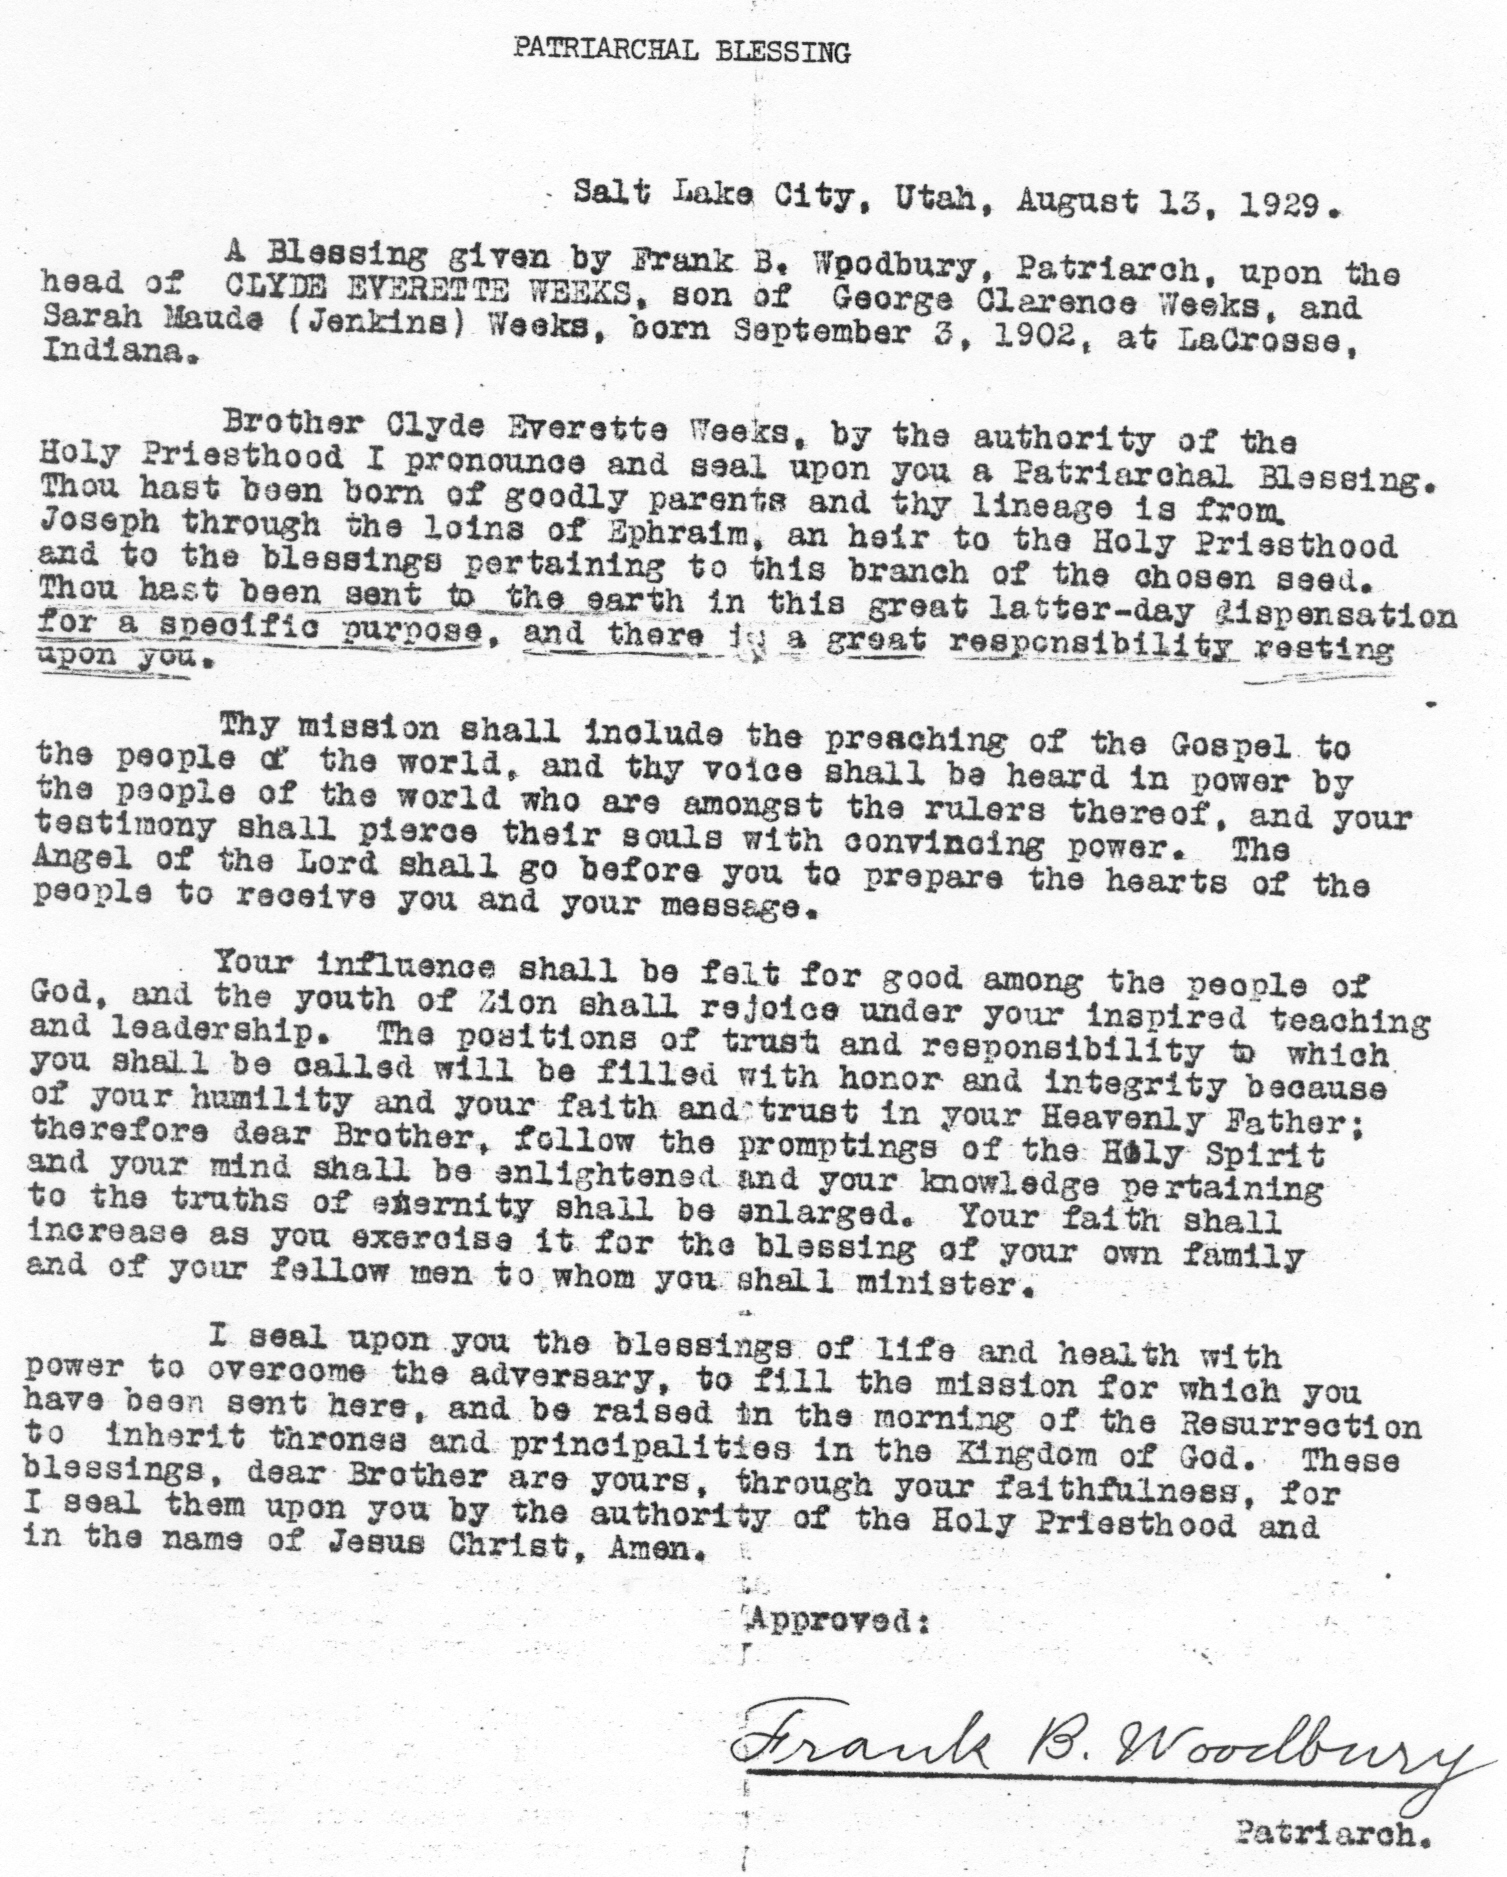 PATRIARCHAL BLESSING
Salt Lake City, Utah, August 13, 1929.
A Blessing given by Frank B. Woodbury, Patriarch, upon the
head of CLYDE EVERETTE WEEKS, son of George Clarence Weeks, and
Sarah Maude (Jenkins) Weeks, born September 3, 1902, at LaCrosse,
Indiana.
Brother Clyde Everette Weeks, by the authority of the
Holy Priesthood I pronounce and seal upon you a Patriarchal Blessing.
Thou hast been born of goodly parents and thy lineage is from
Joseph through the loins of Ephraim, an heir to the Holy Priesthood
and to the blessings pertaining to this branch of the chosen seed.
Thou hast been sent to the earth in this great latter-day dispensation
for a specific purpose, and there is a great responsibility resting
upon you.
Thy mission shall include the preaching of the Gospel to
the people of the world, and thy voice shall be heard in power by
the people of the world who are amongst the rulers thereof, and your
testimony shall pierce their souls with convincing power. The
Angel of the Lord shall go before you to prepare the hearts of the
people to receive you and your message.
Your influence shall be felt for good among the people of
God, and the youth of Zion shall rejoice under your inspired teaching
and leadership. The positions of trust and responsibility to which
you shall be called will be filled with honor and integrity because
of your humility and your faith and trust in your Heavenly Father;
therefore dear Brother, follow the promptings of the Holy Spirit
and your mind shall be enlightened and your knowledge pertaining
to the truths of eternity shall be enlarged. Your faith shall
increase as you exercise it for the blessing of your own family
and of your fellow men to whom you shall minister.
I seal upon you the blessings of life and health with
power to overcome the adversary, to fill the mission for which you
have been sent here, and be raised in the morning of the Resurrection
to inherit thrones and principalities in the Kingdom of God. These
blessings, dear Brother are yours, through your faithfulness, for
I seal them upon you by the authority of the Holy Priesthood and
in the name of Jesus Christ, Amen.
Approved:
Frank B. Woodbury
Patriarch.